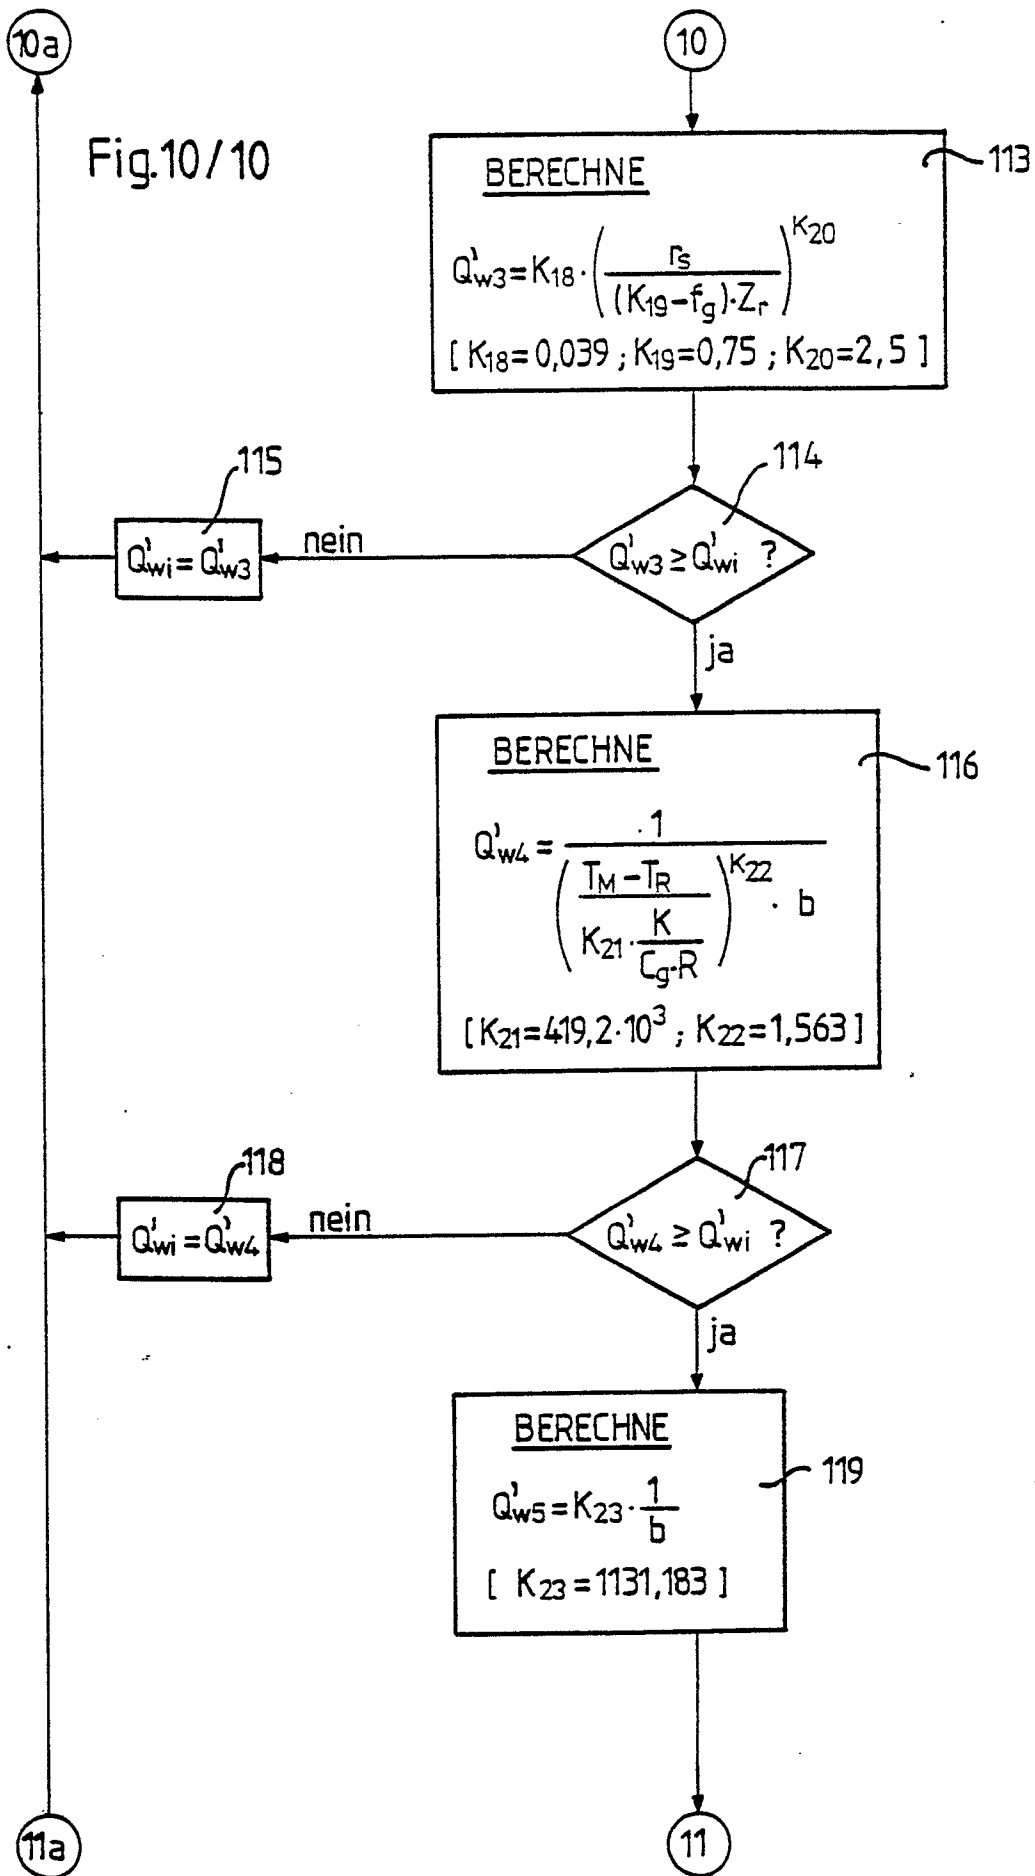 10a
10
Fig.10/10
113
BERECHNE
Q'w3 = K18 · ( rs / (K19 - fg) · Zr )^K20
[ K18 = 0,039 ; K19 = 0,75 ; K20 = 2,5 ]
114
115
Q'w3 ≥ Q'wi ?
nein
Q'wi = Q'w3
ja
116
BERECHNE
Q'w4 = 1 / ( ( (TM - TR) / (K21 · K / (Cg · R)) )^K22 · b )
[ K21 = 419,2 · 10³ ; K22 = 1,563 ]
117
118
Q'w4 ≥ Q'wi ?
nein
Q'wi = Q'w4
ja
119
BERECHNE
Q'w5 = K23 · 1 / b
[ K23 = 1131,183 ]
11a
11